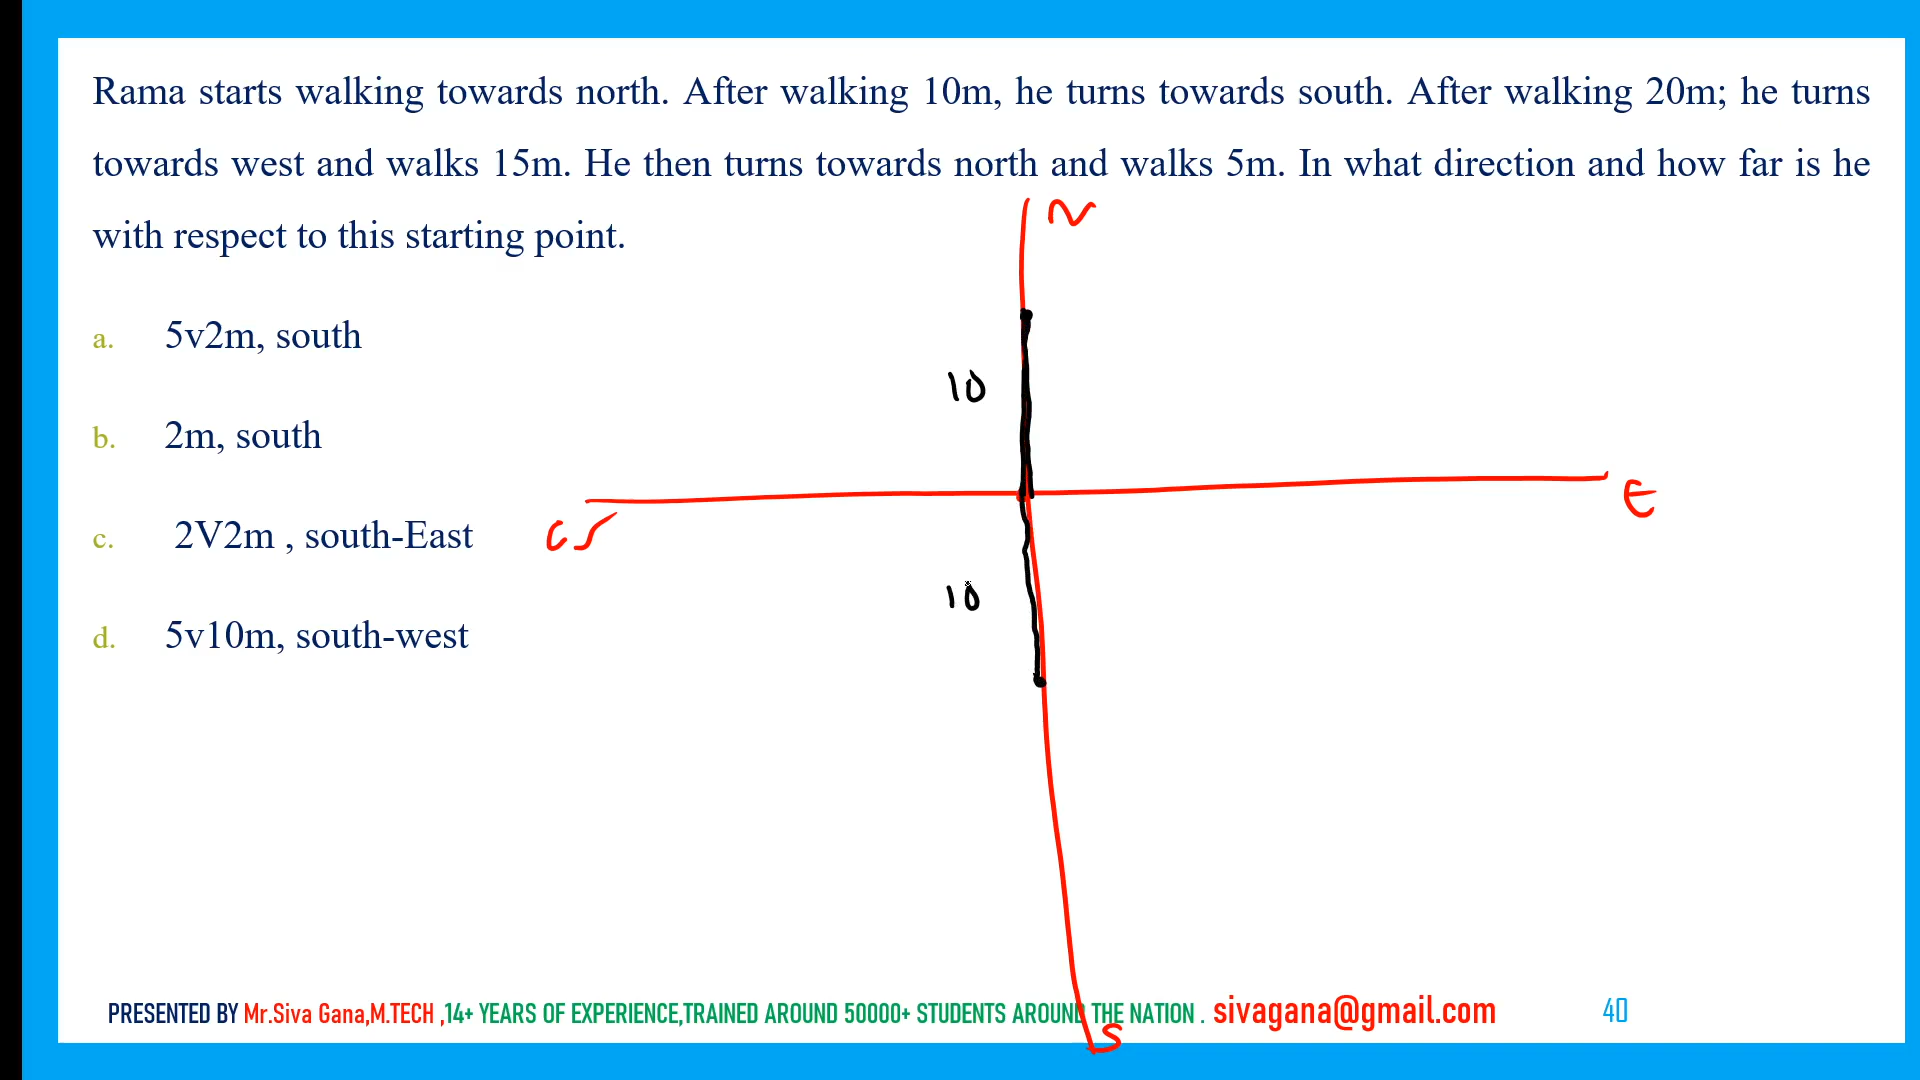 Rama starts walking towards north. After walking 10m, he turns towards south. After walking 20m; he turns
towards west and walks 15m. He then turns towards north and walks 5m. In what direction and how far is he
with respect to this starting point.
N
a. 5v2m, south
10
b. 2m, south
E
c. 2V2m , south-East
10
d. 5v10m, south-west
PRESENTED BY Mr.Siva Gana,M.TECH ,14+ YEARS OF EXPERIENCE,TRAINED AROUND 50000+ STUDENTS AROUND THE NATION . sivagana@gmail.com 40
S